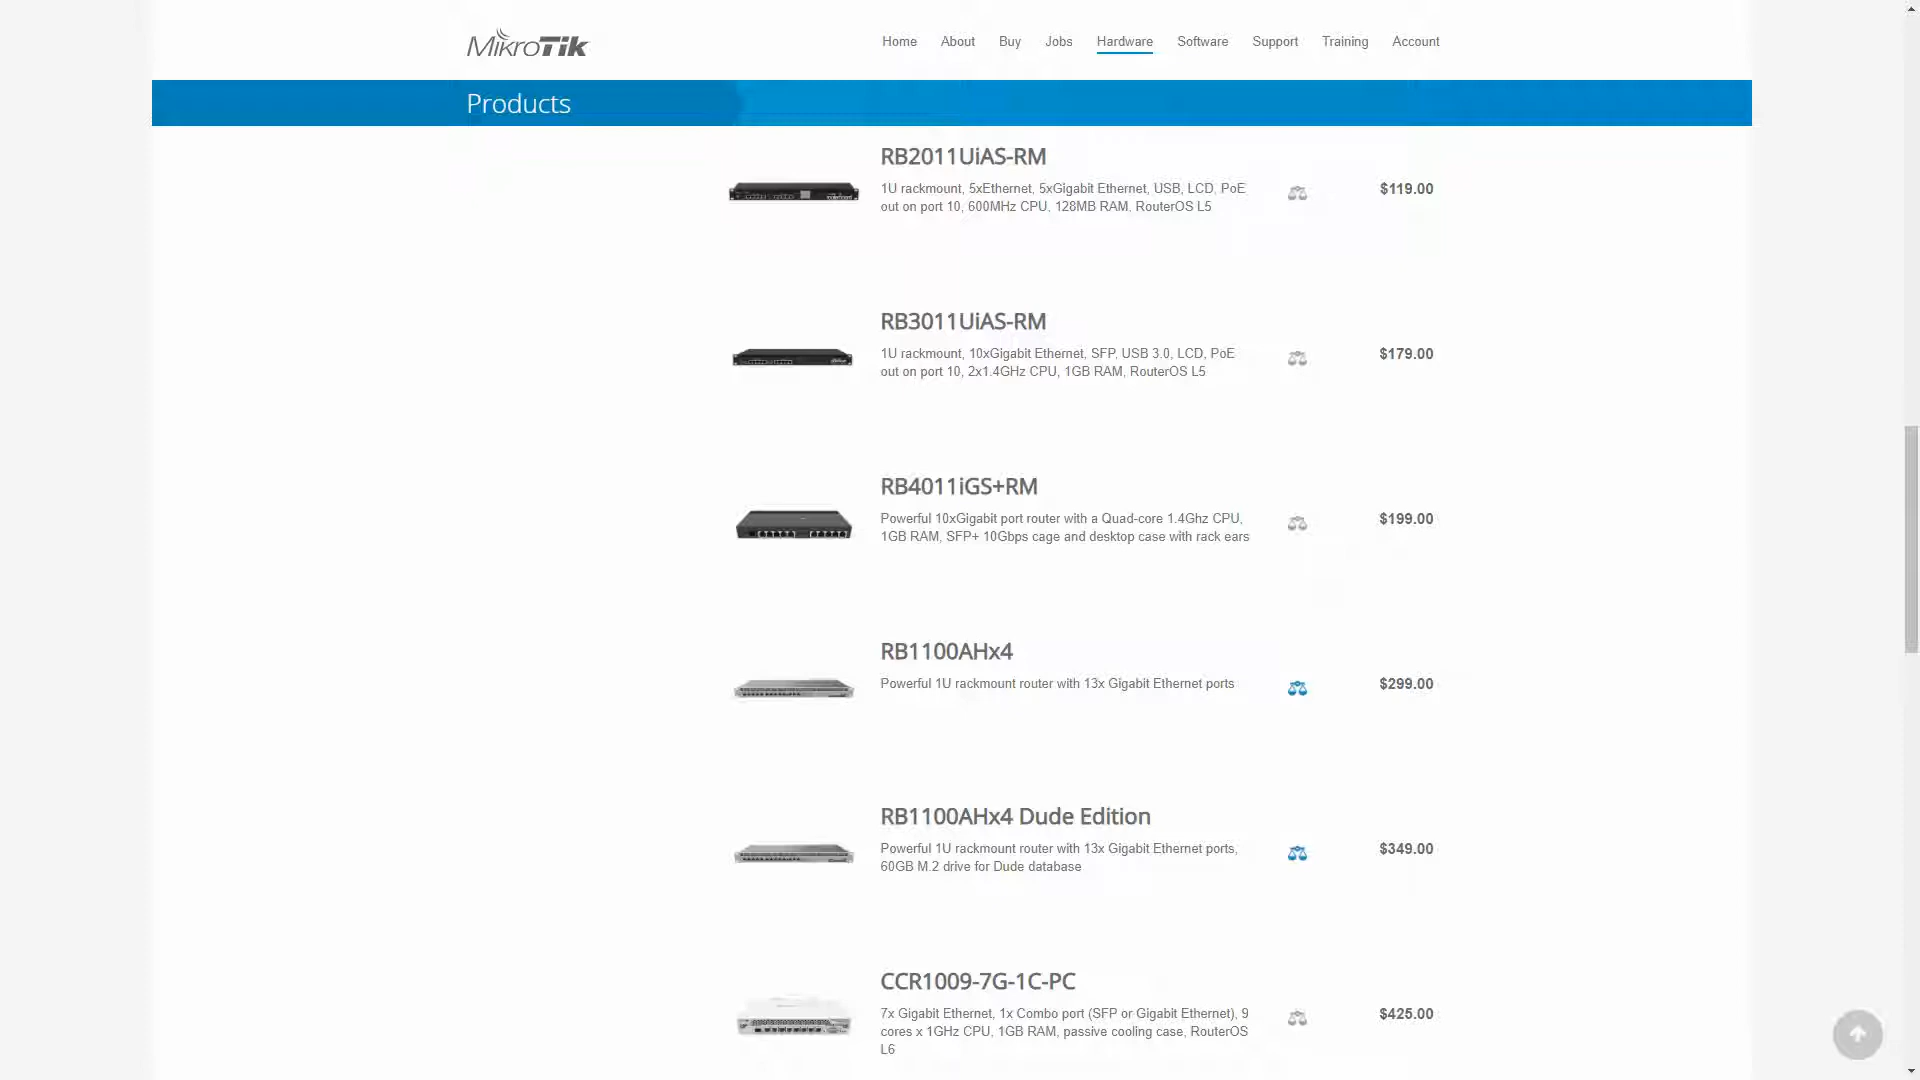 MikroTik
Home About Buy Jobs Hardware Software Support Training Account
Products
RB2011UiAS-RM
1U rackmount, 5xEthernet, 5xGigabit Ethernet, USB, LCD, PoE
out on port 10, 600MHz CPU, 128MB RAM, RouterOS L5
$119.00
RB3011UiAS-RM
1U rackmount, 10xGigabit Ethernet, SFP, USB 3.0, LCD, PoE
out on port 10, 2x1.4GHz CPU, 1GB RAM, RouterOS L5
$179.00
RB4011iGS+RM
Powerful 10xGigabit port router with a Quad-core 1.4Ghz CPU,
1GB RAM, SFP+ 10Gbps cage and desktop case with rack ears
$199.00
RB1100AHx4
Powerful 1U rackmount router with 13x Gigabit Ethernet ports
$299.00
RB1100AHx4 Dude Edition
Powerful 1U rackmount router with 13x Gigabit Ethernet ports,
60GB M.2 drive for Dude database
$349.00
CCR1009-7G-1C-PC
7x Gigabit Ethernet, 1x Combo port (SFP or Gigabit Ethernet), 9
cores x 1GHz CPU, 1GB RAM, passive cooling case, RouterOS
L6
$425.00